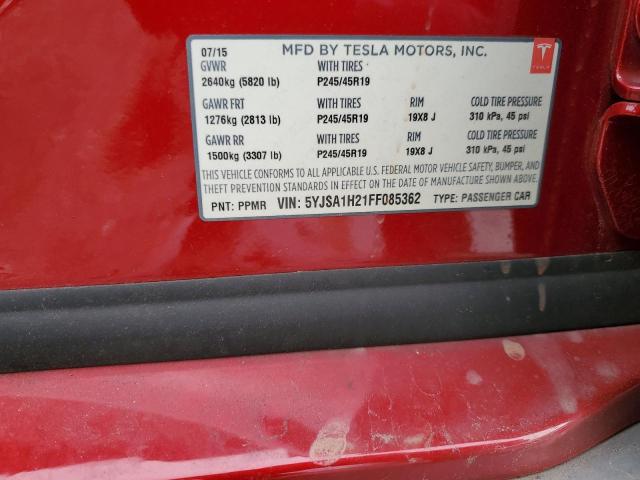 07/15 MFD BY TESLA MOTORS, INC.
GVWR WITH TIRES
2640kg (5820 lb) P245/45R19
TESLA
GAWR FRT WITH TIRES RIM COLD TIRE PRESSURE
1276kg (2813 lb) P245/45R19 19X8 J 310 kPa, 45 psi
GAWR RR WITH TIRES RIM COLD TIRE PRESSURE
1500kg (3307 lb) P245/45R19 19X8 J 310 kPa, 45 psi
THIS VEHICLE CONFORMS TO ALL APPLICABLE U.S. FEDERAL MOTOR VEHICLE SAFETY, BUMPER, AND
THEFT PREVENTION STANDARDS IN EFFECT ON THE DATE OF MANUFACTURE SHOWN ABOVE.
PNT: PPMR VIN: 5YJSA1H21FF085362 TYPE: PASSENGER CAR